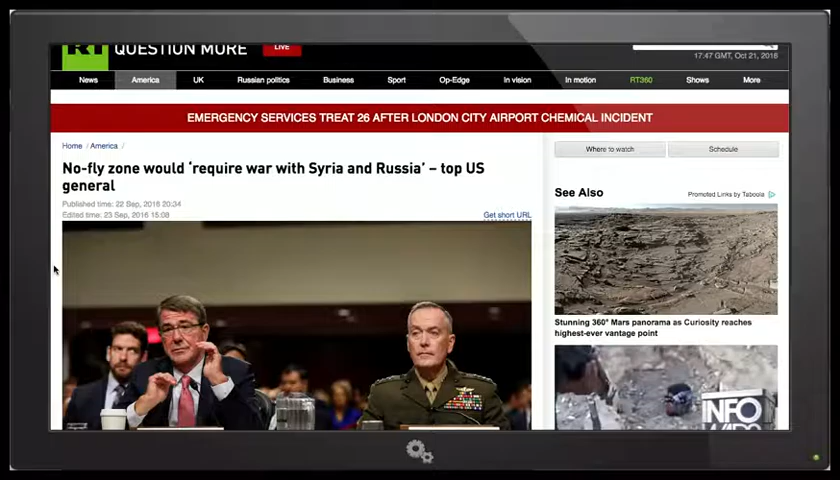 RT QUESTION MORE
LIVE
17:47 GMT, Oct 21, 2016
News America UK Russian politics Business Sport Op-Edge In vision In motion RT360 Shows More
EMERGENCY SERVICES TREAT 26 AFTER LONDON CITY AIRPORT CHEMICAL INCIDENT
Home / America /
No-fly zone would ‘require war with Syria and Russia’ – top US
general
Published time: 22 Sep, 2016 20:34
Edited time: 23 Sep, 2016 15:08
Get short URL
Where to watch
Schedule
See Also
Promoted Links by Taboola
Stunning 360° Mars panorama as Curiosity reaches
highest-ever vantage point
INFO
WARS